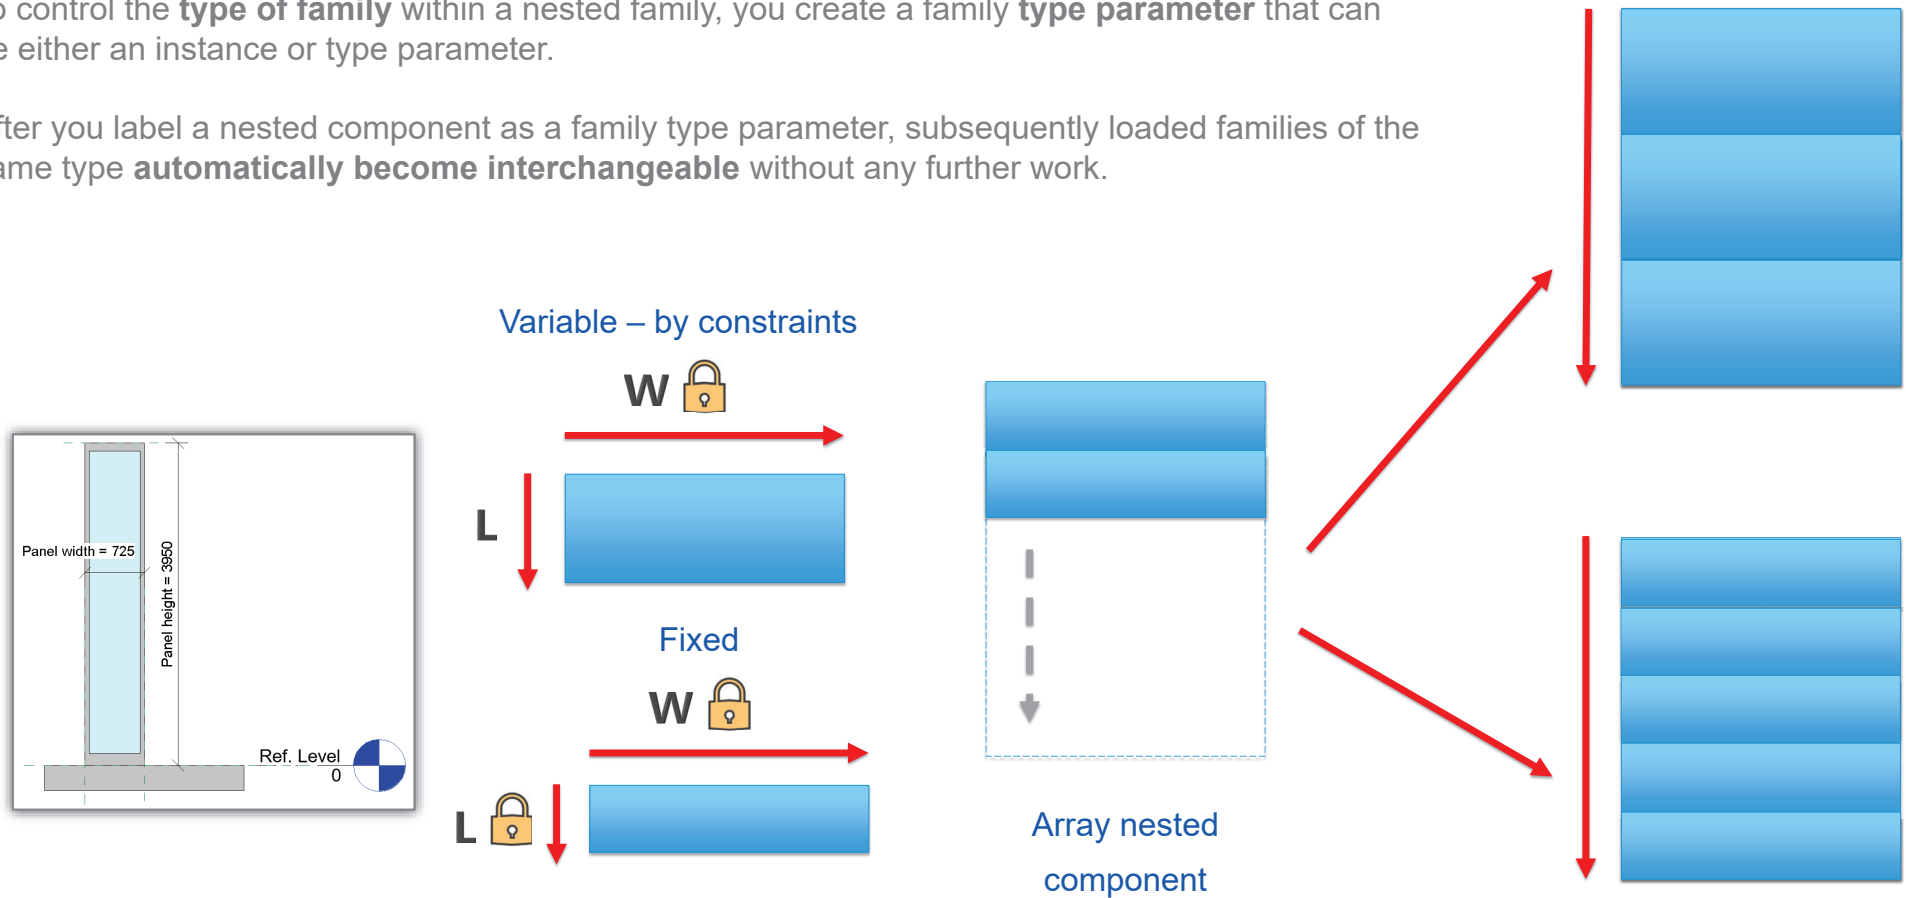 control the type of family within a nested family, you create a family type parameter that can
either an instance or type parameter.
you label a nested component as a family type parameter, subsequently loaded families of the
type automatically become interchangeable without any further work.
Variable – by constraints
W
L
Panel width = 725
Panel height = 3950
Ref. Level
0
Fixed
W
L
Array nested
component